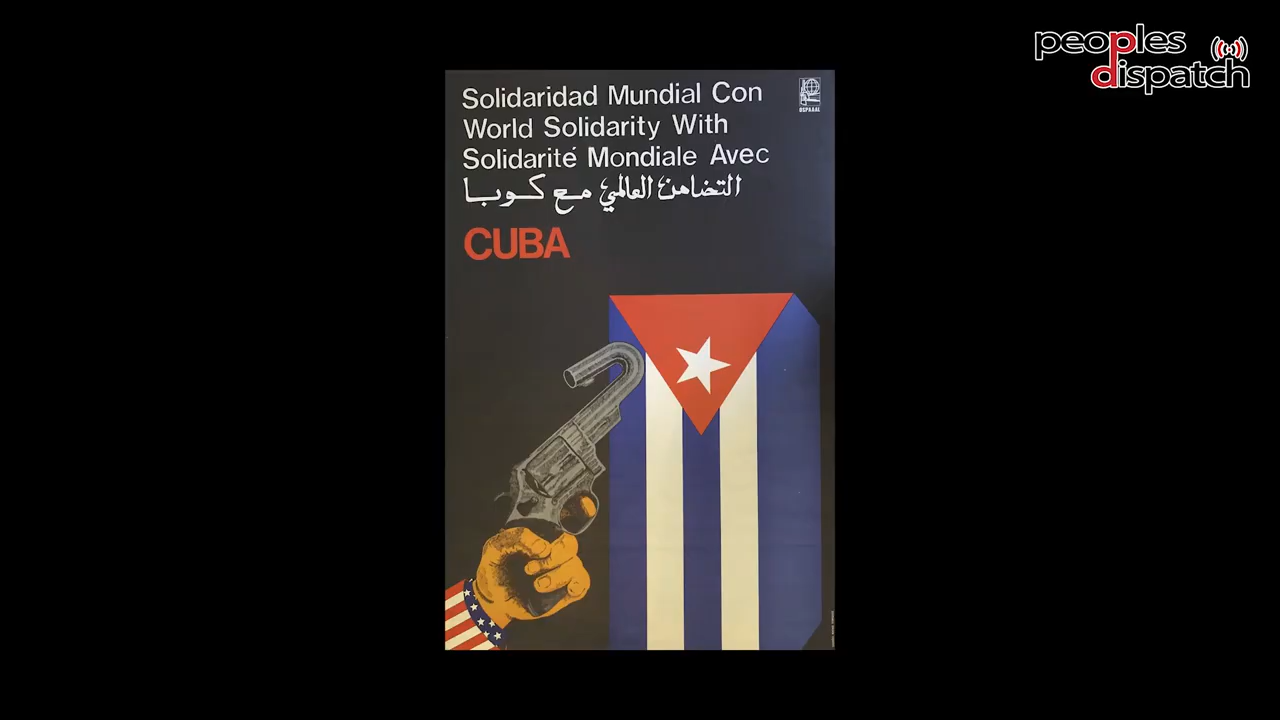 peoples
dispatch
Solidaridad Mundial Con
World Solidarity With
Solidarité Mondiale Avec
التضامن العالمي مع كوبا
CUBA
OSPAAAL